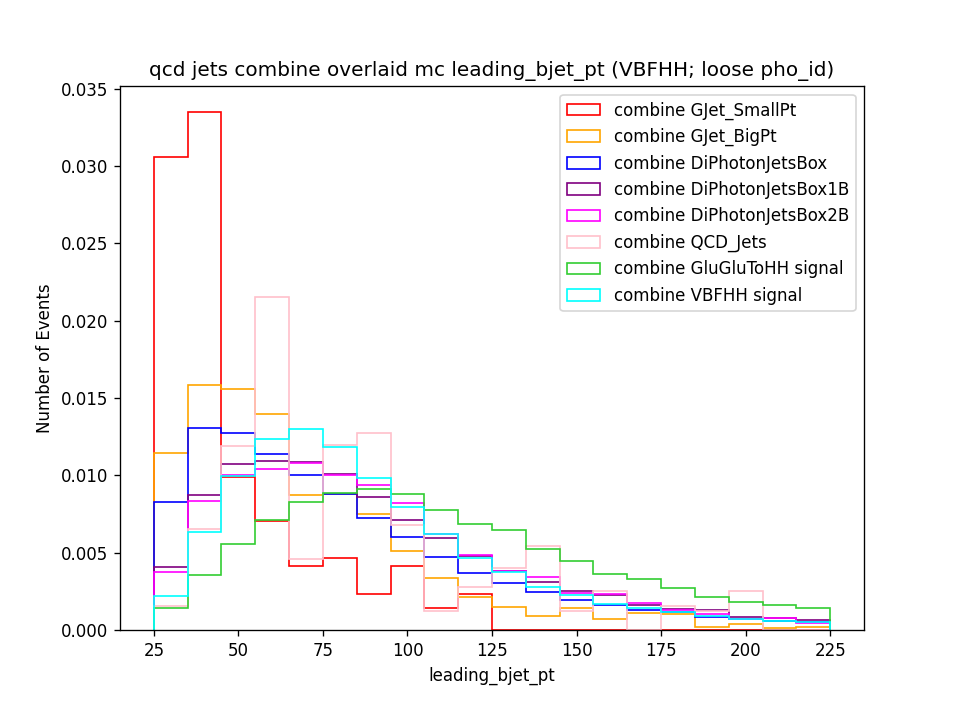 qcd jets combine overlaid mc leading_bjet_pt (VBFHH; loose pho_id)
0.035
0.030
0.025
0.020
0.015
0.010
0.005
0.000
Number of Events
combine GJet_SmallPt
combine GJet_BigPt
combine DiPhotonJetsBox
combine DiPhotonJetsBox1B
combine DiPhotonJetsBox2B
combine QCD_Jets
combine GluGluToHH signal
combine VBFHH signal
25 50 75 100 125 150 175 200 225
leading_bjet_pt